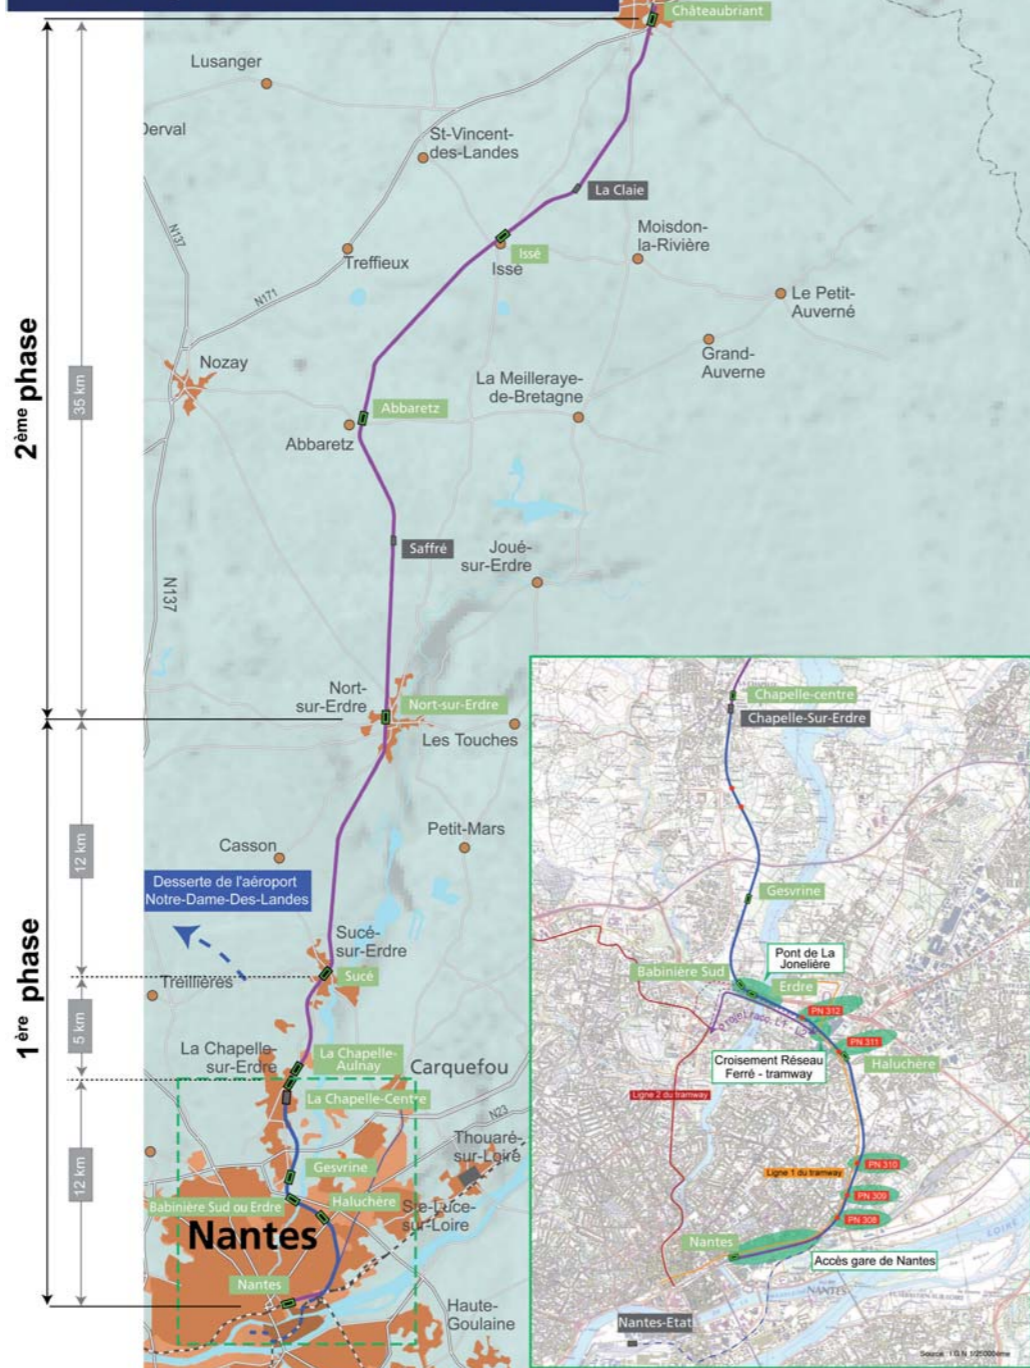 Châteaubriant
Lusanger
Derval
St-Vincent-
des-Landes
La Claie
N137
Moisdon-
la-Rivière
Issé
Issé
Treffieux
N171
Le Petit-
Auverné
2ème phase
35 km
Nozay
Grand-
Auverne
La Meilleraye-
de-Bretagne
Abbaretz
Abbaretz
Saffré
Joué-
sur-Erdre
N137
Nort-
sur-Erdre
Nort-sur-Erdre
Les Touches
1ère phase
12 km
Casson
Petit-Mars
Desserte de l'aéroport
Notre-Dame-Des-Landes
Sucé-
sur-Erdre
Sucé
Treillières
5 km
La Chapelle-
sur-Erdre
La Chapelle-
Aulnay
Carquefou
La Chapelle-Centre
N23
12 km
Thouaré-
sur-Loire
Gesvrine
Babinière Sud ou Erdre
Haluchère
Ste-Luce-
sur-Loire
Nantes
Nantes
Haute-
Goulaine
Chapelle-centre
Chapelle-Sur-Erdre
Gesvrine
Pont de La
Jonelière
Babinière Sud
Erdre
PN 312
PN 311
Croisement Réseau
Ferré - tramway
Haluchère
Ligne 2 du tramway
Ligne 1 du tramway
PN 310
PN 309
PN 308
Nantes
Accès gare de Nantes
LOIRE
NANTES
Nantes-Etat
Source : I.G.N 1/25000ème